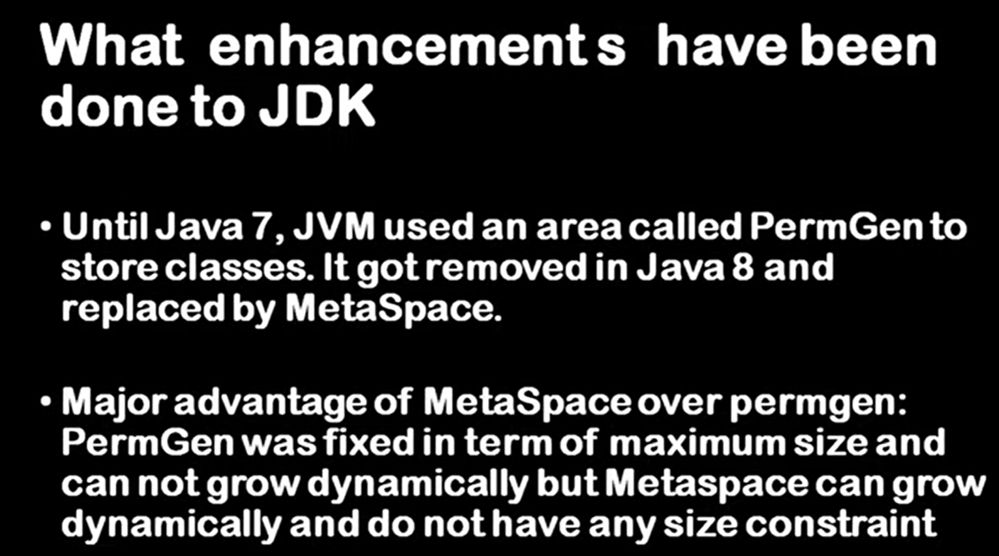 What enhancements have been
done to JDK
• Until Java 7, JVM used an area called PermGen to
store classes. It got removed in Java 8 and
replaced by MetaSpace.
• Major advantage of MetaSpace over permgen:
PermGen was fixed in term of maximum size and
can not grow dynamically but Metaspace can grow
dynamically and do not have any size constraint